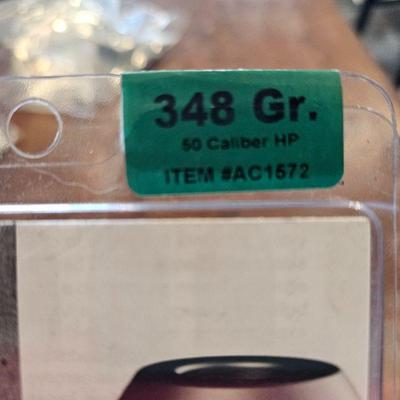 348 Gr.
50 Caliber HP
ITEM #AC1572